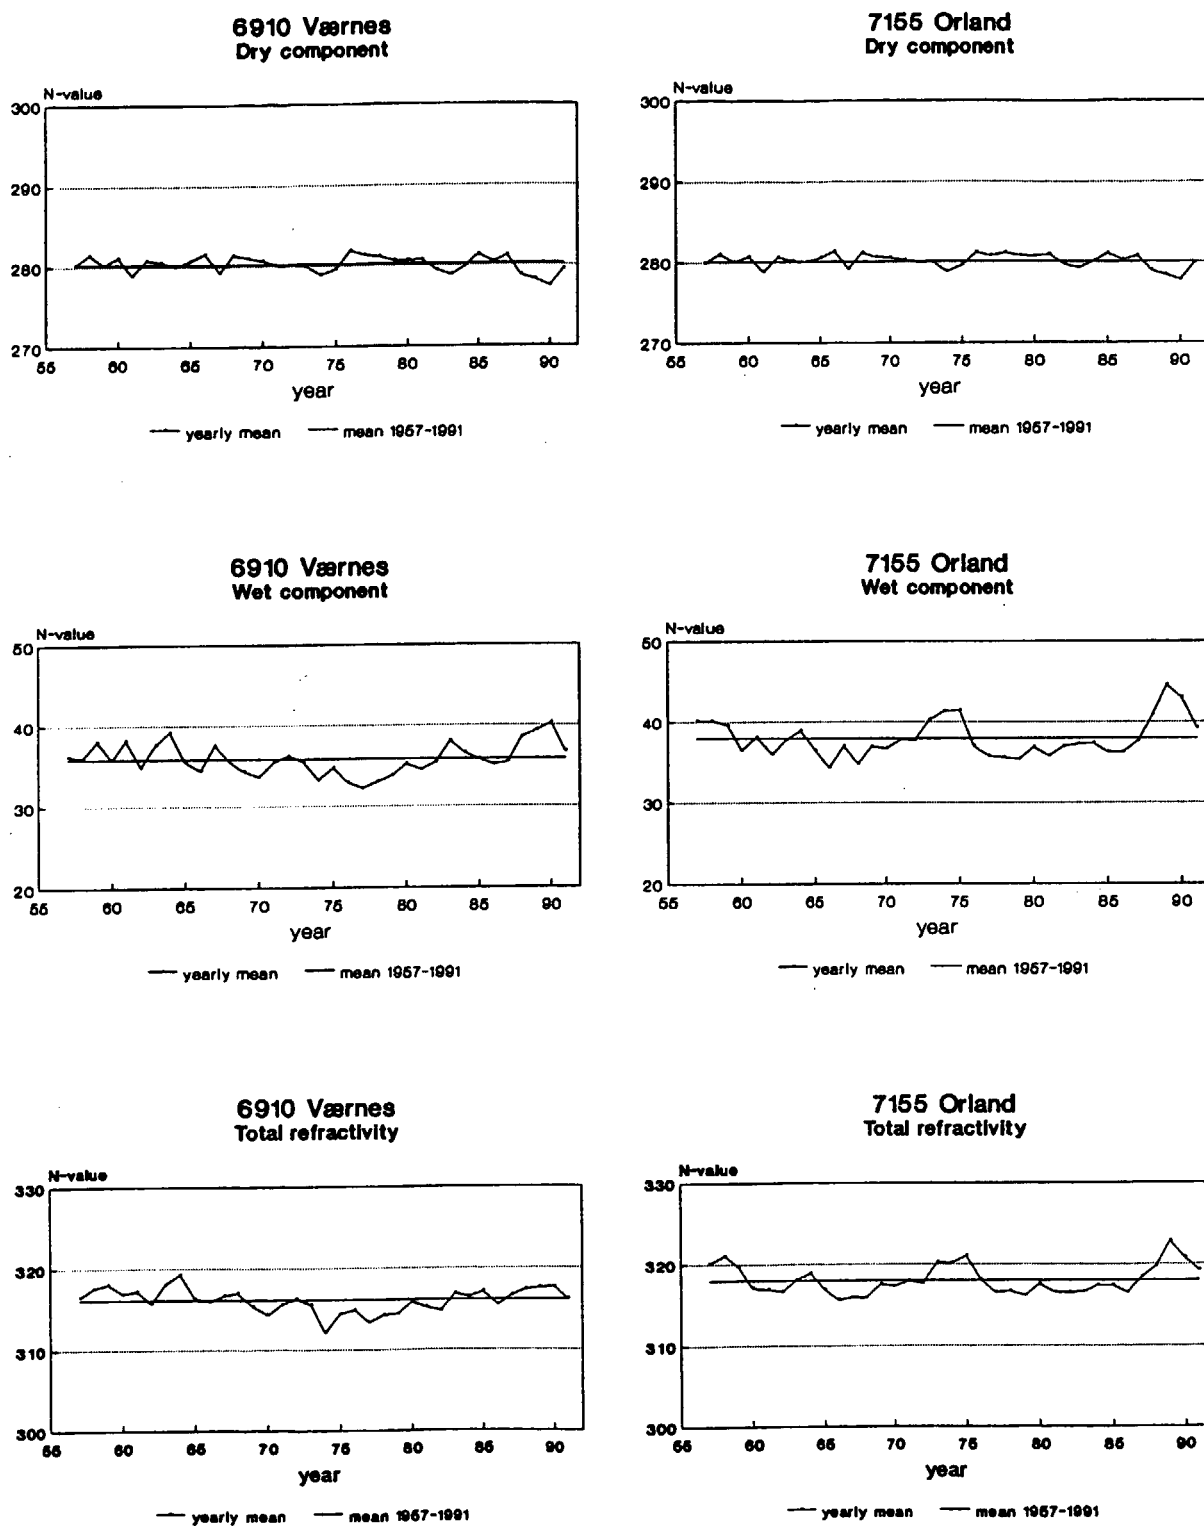 6910 Værnes
Dry component
N-value
300
290
280
270
55 60 65 70 75 80 85 90
year
yearly mean mean 1957-1991
7155 Orland
Dry component
N-value
300
290
280
270
55 60 65 70 75 80 85 90
year
yearly mean mean 1957-1991
6910 Værnes
Wet component
N-value
50
40
30
20
55 60 65 70 75 80 85 90
year
yearly mean mean 1957-1991
7155 Orland
Wet component
N-value
50
40
30
20
55 60 65 70 75 80 85 90
year
yearly mean mean 1957-1991
6910 Værnes
Total refractivity
N-value
330
320
310
300
55 60 65 70 75 80 85 90
year
yearly mean mean 1957-1991
7155 Orland
Total refractivity
N-value
330
320
310
300
55 60 65 70 75 80 85 90
year
yearly mean mean 1957-1991